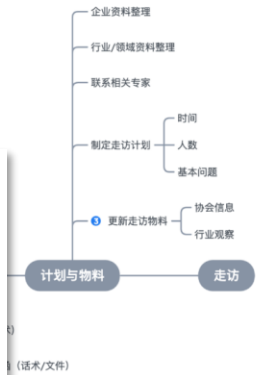 企业资料整理
行业/领域资料整理
联系相关专家
制定走访计划
时间
人数
基本问题
3 更新走访物料
协会信息
行业观察
计划与物料
走访
（话术/文件）